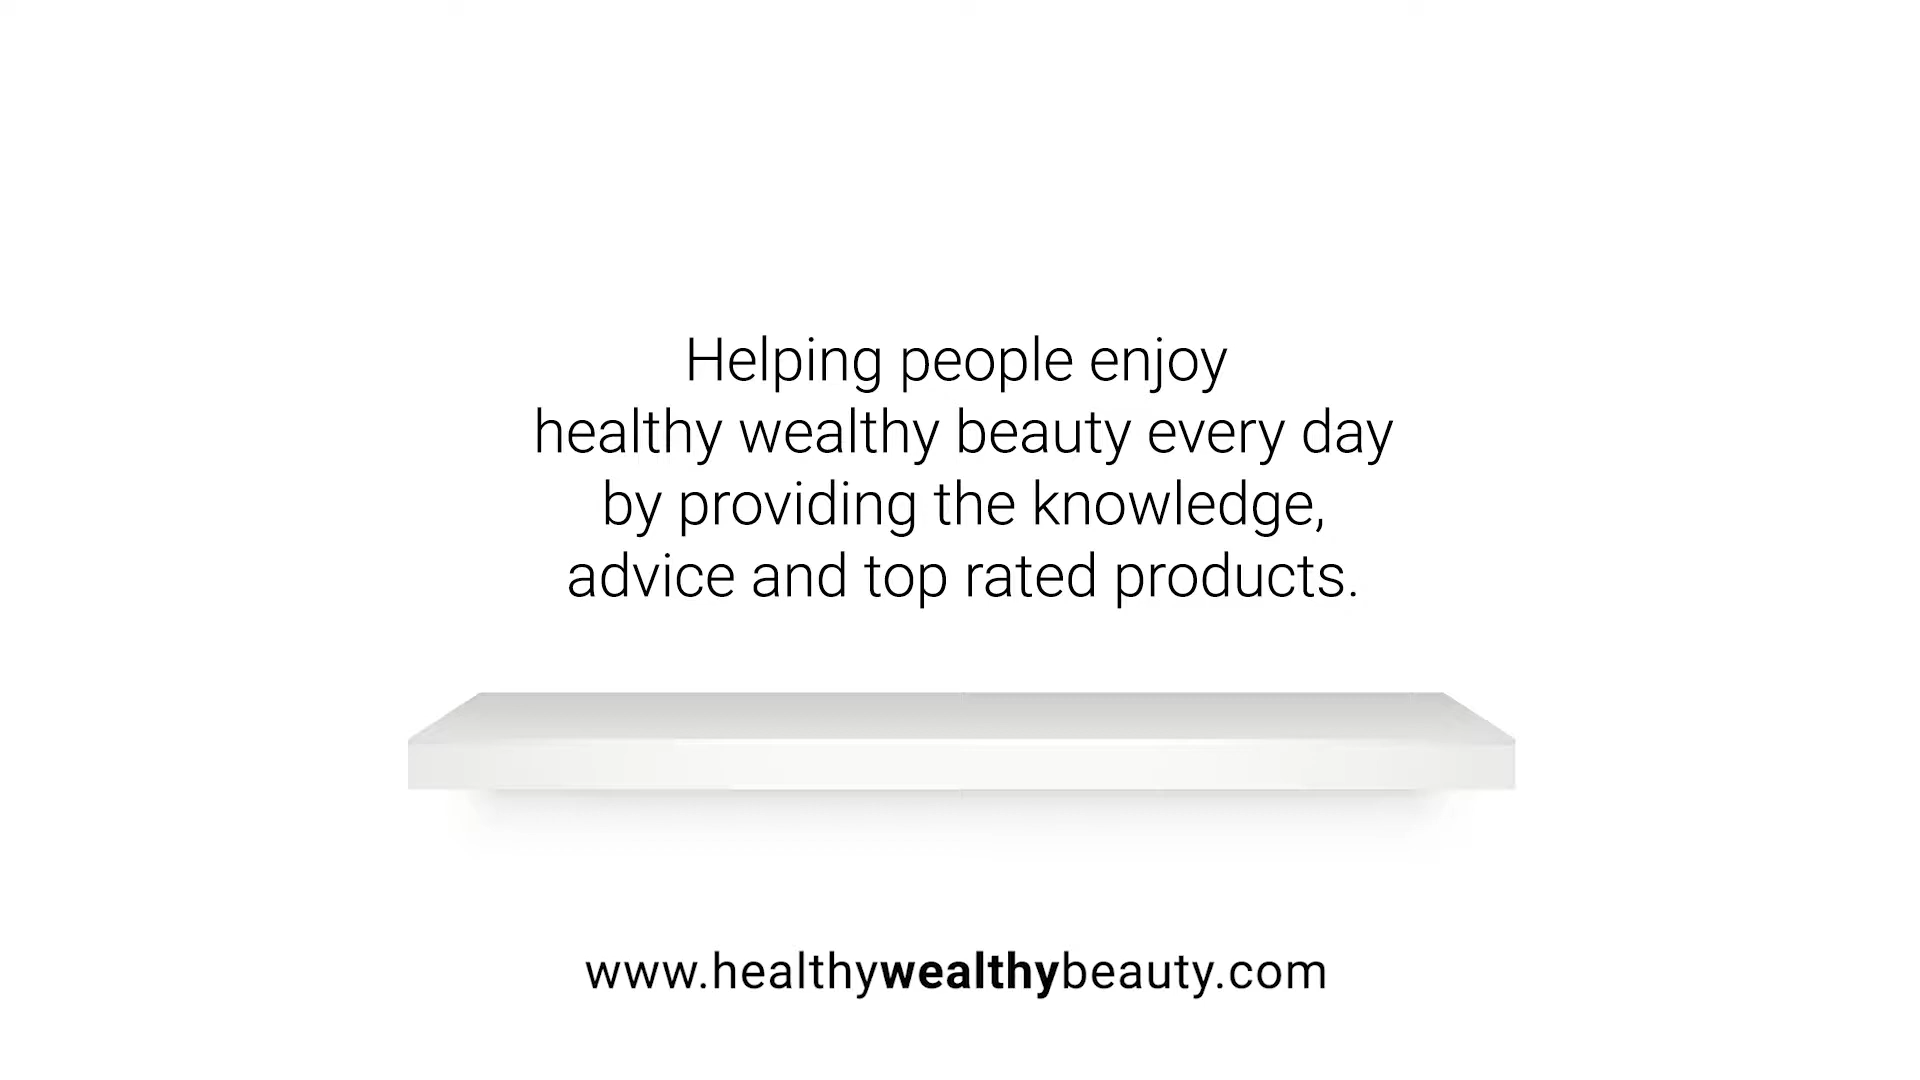 Helping people enjoy
healthy wealthy beauty every day
by providing the knowledge,
advice and top rated products.
www.healthywealthybeauty.com